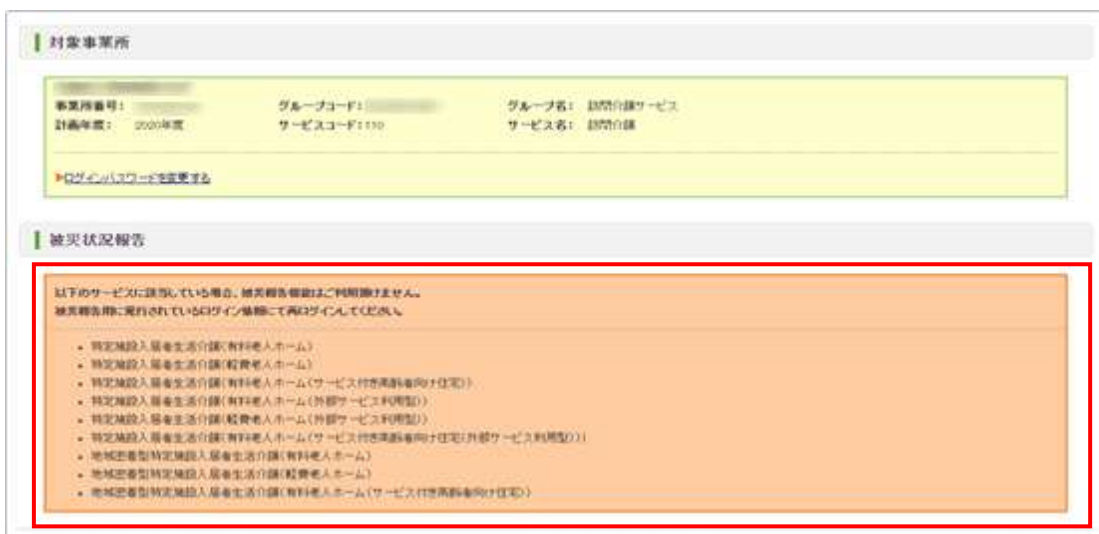 対象事業所
事業所番号： グループコード： グループ名： 訪問介護サービス
計画年度： 2020年度 サービスコード：110 サービス名： 訪問介護
ログインパスワードを変更する
被災状況報告
以下のサービスに該当している場合、被災報告機能はご利用頂けません。
被災報告用に発行されているログイン情報にて再ログインしてください。
• 特定施設入居者生活介護(有料老人ホーム)
• 特定施設入居者生活介護(軽費老人ホーム)
• 特定施設入居者生活介護(有料老人ホーム(サービス付き高齢者向け住宅))
• 特定施設入居者生活介護(有料老人ホーム(外部サービス利用型))
• 特定施設入居者生活介護(軽費老人ホーム(外部サービス利用型))
• 特定施設入居者生活介護(有料老人ホーム(サービス付き高齢者向け住宅(外部サービス利用型)))
• 地域密着型特定施設入居者生活介護(有料老人ホーム)
• 地域密着型特定施設入居者生活介護(軽費老人ホーム)
• 地域密着型特定施設入居者生活介護(有料老人ホーム(サービス付き高齢者向け住宅))